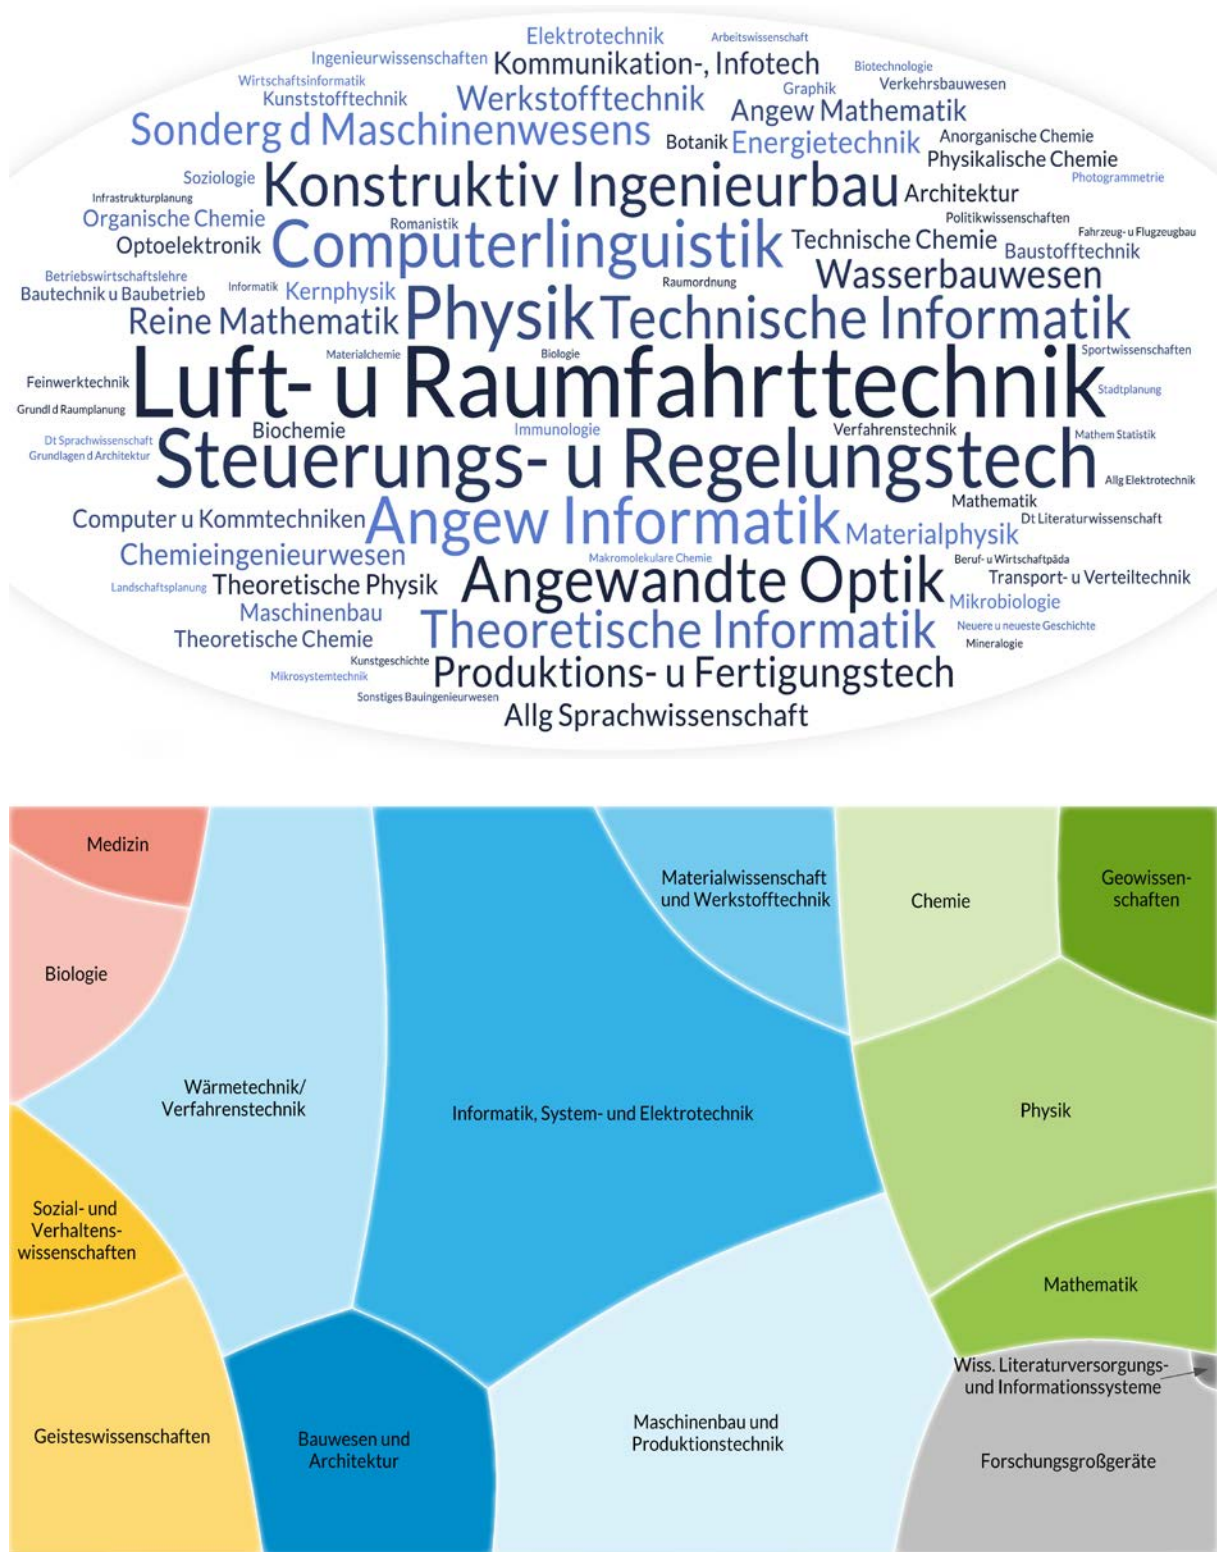 Elektrotechnik
Arbeitswissenschaft
Ingenieurwissenschaften
Kommunikation-, Infotech
Biotechnologie
Wirtschaftsinformatik
Verkehrsbauwesen
Kunststofftechnik
Werkstofftechnik
Graphik
Angew Mathematik
Sonderg d Maschinenwesens
Botanik
Energietechnik
Anorganische Chemie
Physikalische Chemie
Soziologie
Konstruktiv Ingenieurbau
Architektur
Photogrammetrie
Infrastrukturplanung
Organische Chemie
Romanistik
Politikwissenschaften
Optoelektronik
Computerlinguistik
Technische Chemie
Fahrzeug- u Flugzeugbau
Baustofftechnik
Betriebswirtschaftslehre
Wasserbauwesen
Bautechnik u Baubetrieb
Informatik
Kernphysik
Raumordnung
Reine Mathematik
Physik
Technische Informatik
Materialchemie
Biologie
Sportwissenschaften
Feinwerktechnik
Luft- u Raumfahrttechnik
Stadtplanung
Grundl d Raumplanung
Biochemie
Immunologie
Verfahrenstechnik
Mathem Statistik
Dt Sprachwissenschaft
Grundlagen d Architektur
Steuerungs- u Regelungstech
Allg Elektrotechnik
Mathematik
Computer u Kommtechniken
Angew Informatik
Dt Literaturwissenschaft
Materialphysik
Chemieingenieurwesen
Makromolekulare Chemie
Beruf- u Wirtschaftpäda
Landschaftsplanung
Theoretische Physik
Angewandte Optik
Transport- u Verteiltechnik
Mikrobiologie
Maschinenbau
Theoretische Informatik
Neuere u neueste Geschichte
Theoretische Chemie
Mineralogie
Kunstgeschichte
Mikrosystemtechnik
Produktions- u Fertigungstech
Sonstiges Bauingenieurwesen
Allg Sprachwissenschaft
Medizin
Materialwissenschaft
und Werkstofftechnik
Chemie
Geowissen-
schaften
Biologie
Wärmetechnik/
Verfahrenstechnik
Informatik, System- und Elektrotechnik
Physik
Sozial- und
Verhaltens-
wissenschaften
Mathematik
Wiss. Literaturversorgungs-
und Informationssysteme
Geisteswissenschaften
Bauwesen und
Architektur
Maschinenbau und
Produktionstechnik
Forschungsgroßgeräte